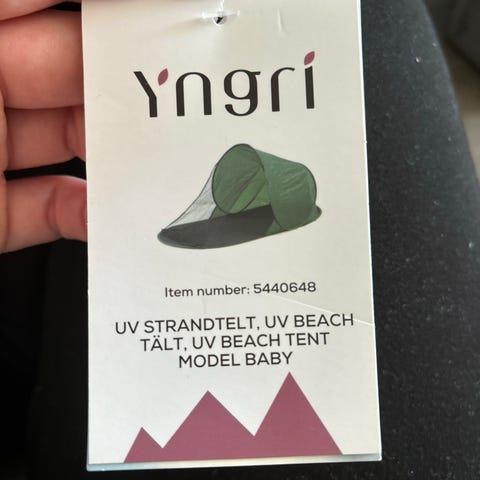 Yngri
Item number: 5440648
UV STRANDTELT, UV BEACH
TÄLT, UV BEACH TENT
MODEL BABY